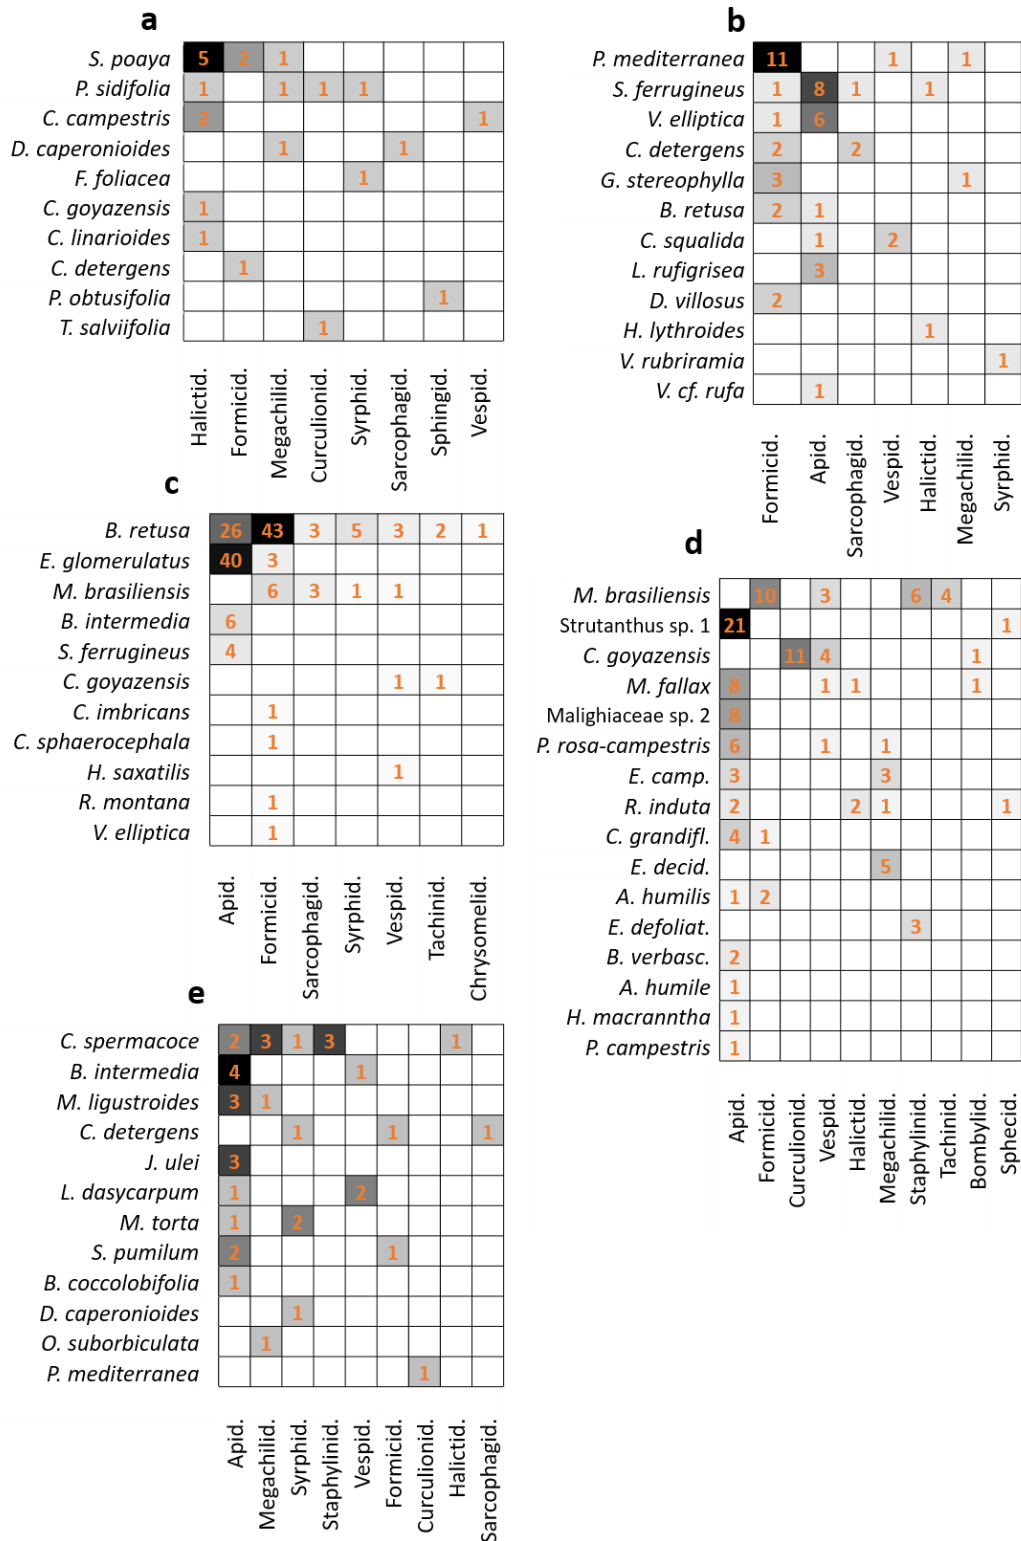 a
S. poaya 5 2 1
P. sidifolia 1 1 1 1
C. campestris 2 1
D. caperonioides 1 1
F. foliacea 1
C. goyazensis 1
C. linarioides 1
C. detergens 1
P. obtusifolia 1
T. salviifolia 1
Halictid. Formicid. Megachilid. Curculionid. Syrphid. Sarcophagid. Sphingid. Vespid.
b
P. mediterranea 11 1 1
S. ferrugineus 1 8 1 1
V. elliptica 1 6
C. detergens 2 2
G. stereophylla 3 1
B. retusa 2 1
C. squalida 1 2
L. rufigrisea 3
D. villosus 2
H. lythroides 1
V. rubriramia 1
V. cf. rufa 1
Formicid. Apid. Sarcophagid. Vespid. Halictid. Megachilid. Syrphid.
c
B. retusa 26 43 3 5 3 2 1
E. glomerulatus 40 3
M. brasiliensis 6 3 1 1
B. intermedia 6
S. ferrugineus 4
C. goyazensis 1 1
C. imbricans 1
C. sphaerocephala 1
H. saxatilis 1
R. montana 1
V. elliptica 1
Apid. Formicid. Sarcophagid. Syrphid. Vespid. Tachinid. Chrysomelid.
d
M. brasiliensis 10 3 6 4
Strutanthus sp. 1 21 1
C. goyazensis 11 4 1
M. fallax 8 1 1 1
Malighiaceae sp. 2 8
P. rosa-campestris 6 1 1
E. camp. 3 3
R. induta 2 2 1 1
C. grandifl. 4 1
E. decid. 5
A. humilis 1 2
E. defoliat. 3
B. verbasc. 2
A. humile 1
H. macranntha 1
P. campestris 1
Apid. Formicid. Curculionid. Vespid. Halictid. Megachilid. Staphylinid. Tachinid. Bombylid. Sphecid.
e
C. spermacoce 2 3 1 3 1
B. intermedia 4 1
M. ligustroides 3 1
C. detergens 1 1 1
J. ulei 3
L. dasycarpum 1 2
M. torta 1 2
S. pumilum 2 1
B. coccolobifolia 1
D. caperonioides 1
O. suborbiculata 1
P. mediterranea 1
Apid. Megachilid. Syrphid. Staphylinid. Vespid. Formicid. Curculionid. Halictid. Sarcophagid.